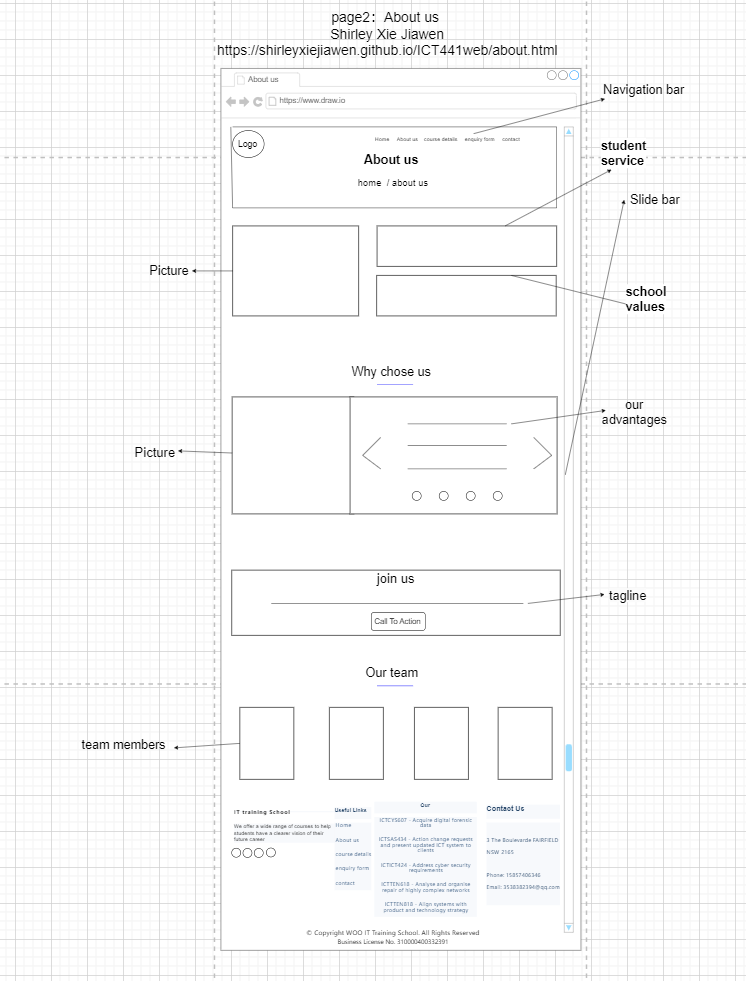 page2: About us
Shirley Xie Jiawen
https://shirleyxiejiawen.github.io/ICT441web/about.html
About us
https://www.draw.io
Navigation bar
Logo
Home About us course details enquiry form contact
About us
home / about us
student
service
Slide bar
Picture
school
values
Why chose us
our
advantages
Picture
join us
tagline
Call To Action
Our team
team members
IT training School
We offer a wide range of courses to help
students have a clearer vision of their
future career
Useful Links
Home
About us
course details
enquiry form
contact
Our
ICTCYS607 - Acquire digital forensic
data
ICTSAS434 - Action change requests
and present updated ICT system to
clients
ICTICT424 - Address cyber security
requirements
ICTTEN618 - Analyse and organise
repair of highly complex networks
ICTTEN818 - Align systems with
product and technology strategy
Contact Us
3 The Boulevarde FAIRFIELD
NSW 2165
Phone: 15857406346
Email: 3538382394@qq.com
© Copyright WOO IT Training School. All Rights Reserved
Business License No. 310000400332391